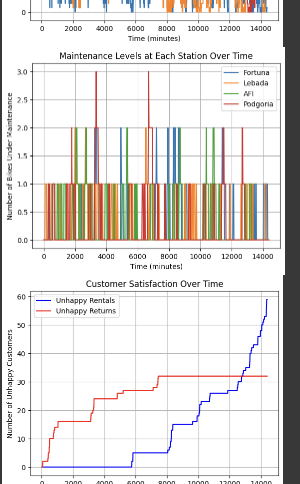 0
0 2000 4000 6000 8000 10000 12000 14000
Time (minutes)
Maintenance Levels at Each Station Over Time
Number of Bikes Under Maintenance
3.0
2.5
2.0
1.5
1.0
0.5
0.0
Fortuna
Lebada
AFI
Podgoria
0 2000 4000 6000 8000 10000 12000 14000
Time (minutes)
Customer Satisfaction Over Time
Number of Unhappy Customers
60
50
40
30
20
10
0
Unhappy Rentals
Unhappy Returns
0 2000 4000 6000 8000 10000 12000 14000